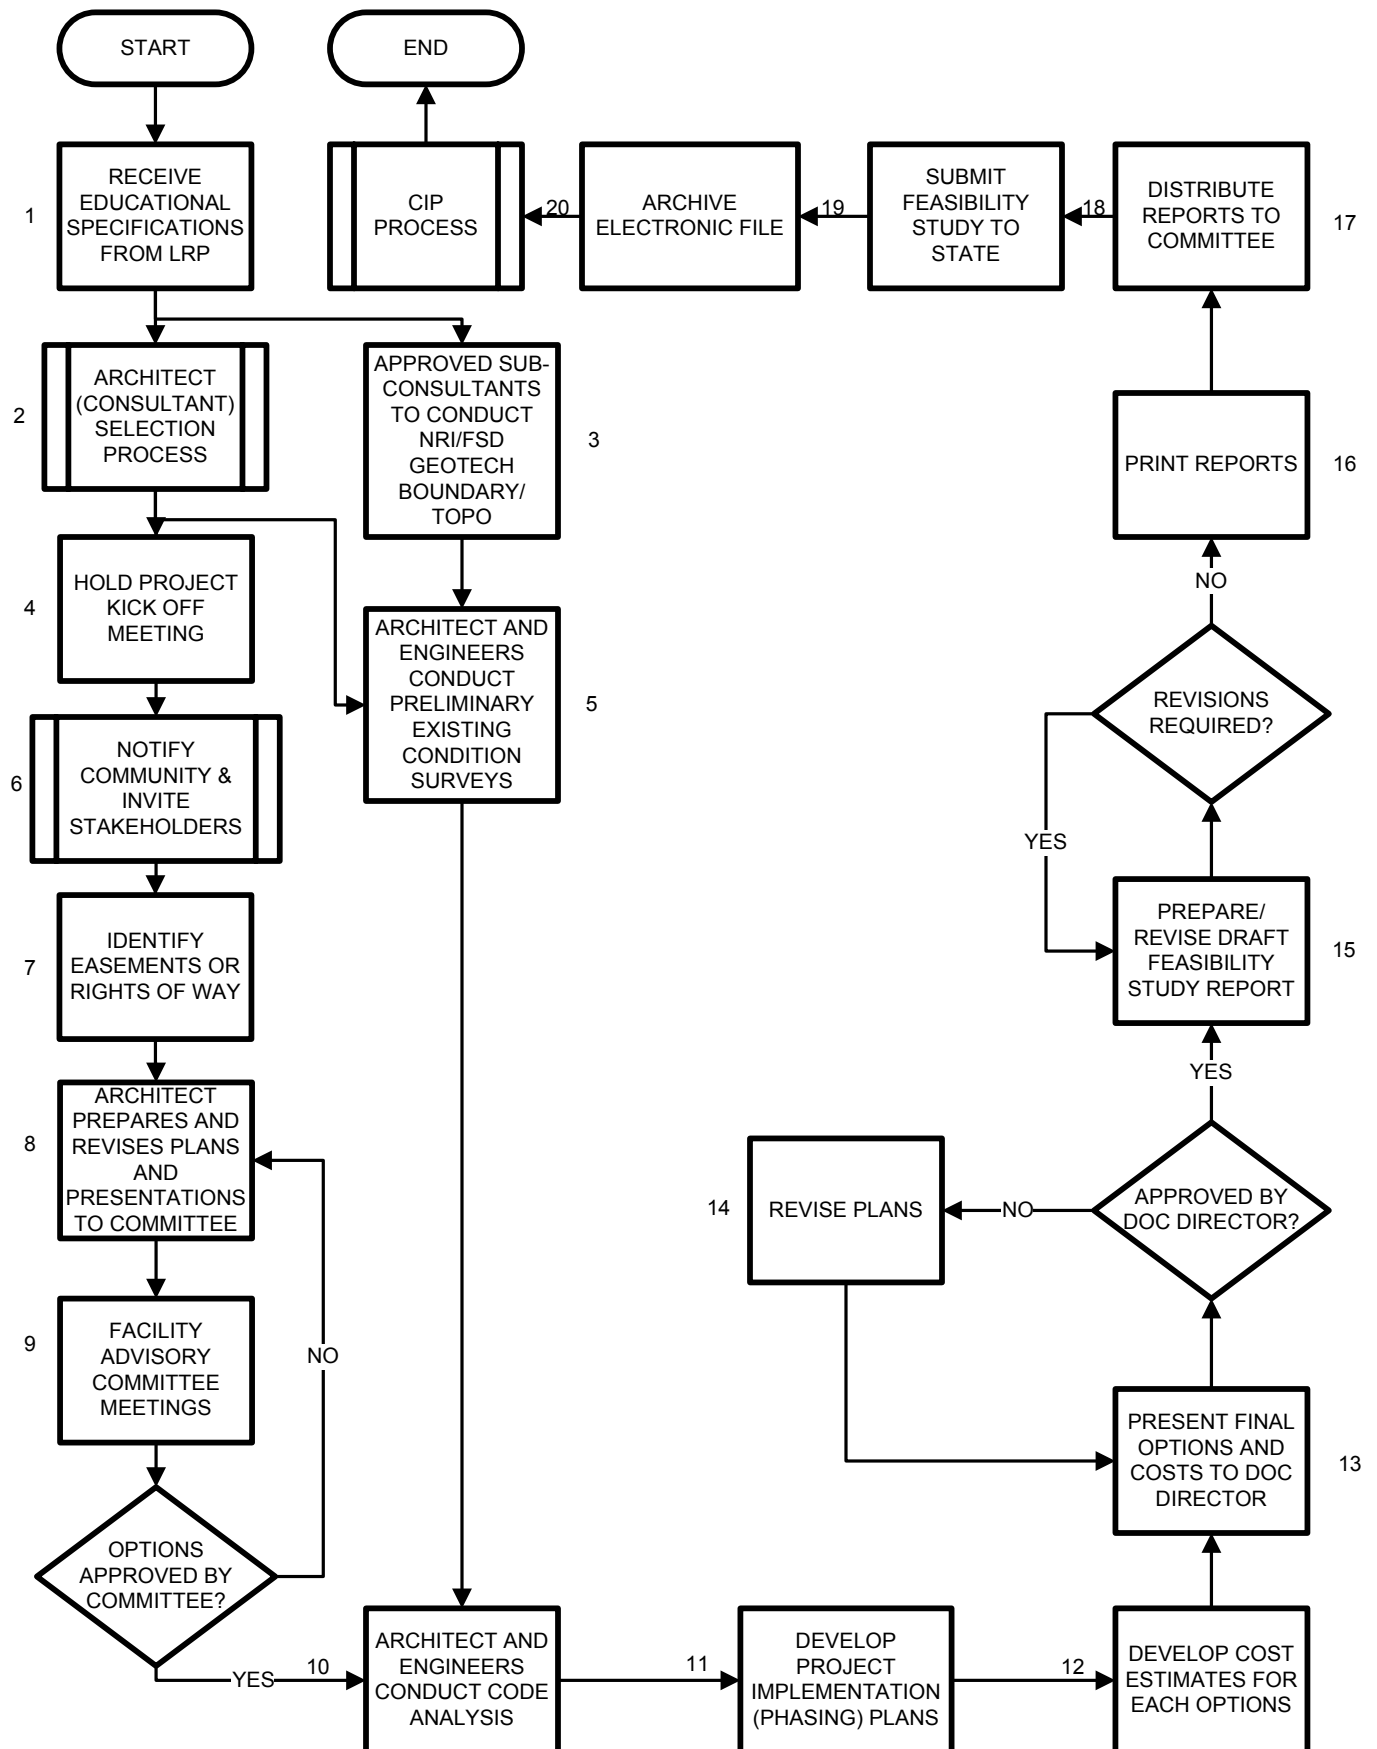 START
END
1
RECEIVE
EDUCATIONAL
SPECIFICATIONS
FROM LRP
CIP
PROCESS
20
ARCHIVE
ELECTRONIC FILE
19
SUBMIT
FEASIBILITY
STUDY TO
STATE
18
DISTRIBUTE
REPORTS TO
COMMITTEE
17
2
ARCHITECT
(CONSULTANT)
SELECTION
PROCESS
APPROVED SUB-
CONSULTANTS
TO CONDUCT
NRI/FSD
GEOTECH
BOUNDARY/
TOPO
3
PRINT REPORTS
16
4
HOLD PROJECT
KICK OFF
MEETING
ARCHITECT AND
ENGINEERS
CONDUCT
PRELIMINARY
EXISTING
CONDITION
SURVEYS
5
NO
REVISIONS
REQUIRED?
YES
6
NOTIFY
COMMUNITY &
INVITE
STAKEHOLDERS
7
IDENTIFY
EASEMENTS OR
RIGHTS OF WAY
PREPARE/
REVISE DRAFT
FEASIBILITY
STUDY REPORT
15
YES
8
ARCHITECT
PREPARES AND
REVISES PLANS
AND
PRESENTATIONS
TO COMMITTEE
14
REVISE PLANS
NO
APPROVED BY
DOC DIRECTOR?
9
FACILITY
ADVISORY
COMMITTEE
MEETINGS
NO
PRESENT FINAL
OPTIONS AND
COSTS TO DOC
DIRECTOR
13
OPTIONS
APPROVED BY
COMMITTEE?
YES
10
ARCHITECT AND
ENGINEERS
CONDUCT CODE
ANALYSIS
11
DEVELOP
PROJECT
IMPLEMENTATION
(PHASING) PLANS
12
DEVELOP COST
ESTIMATES FOR
EACH OPTIONS